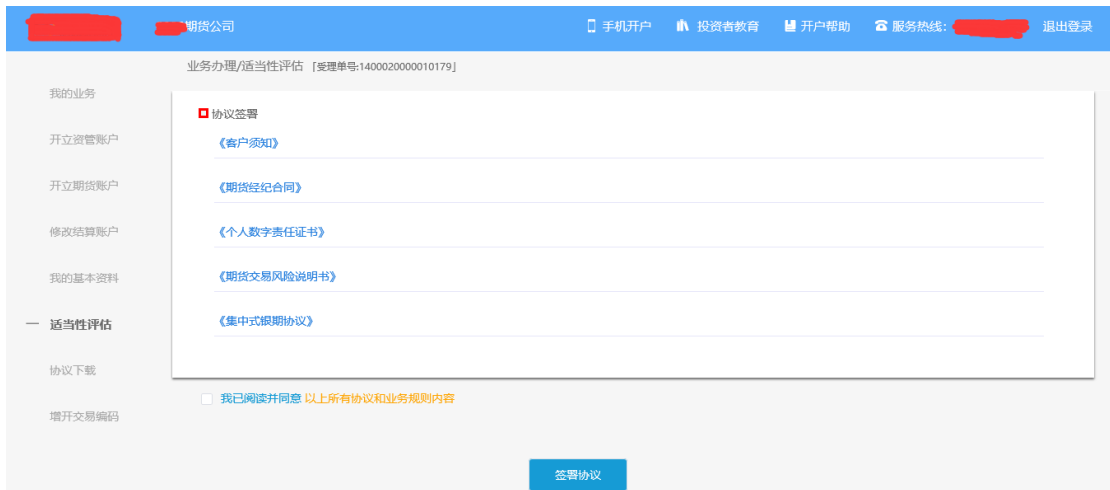 期货公司
手机开户 投资者教育 开户帮助 服务热线: 退出登录
业务办理/适当性评估「受理单号:1400020000010179」
我的业务
开立资管账户
开立期货账户
修改结算账户
我的基本资料
一 适当性评估
协议下载
增开交易编码
协议签署
《客户须知》
《期货经纪合同》
《个人数字责任证书》
《期货交易风险说明书》
《集中式银期协议》
我已阅读并同意 以上所有协议和业务规则内容
签署协议